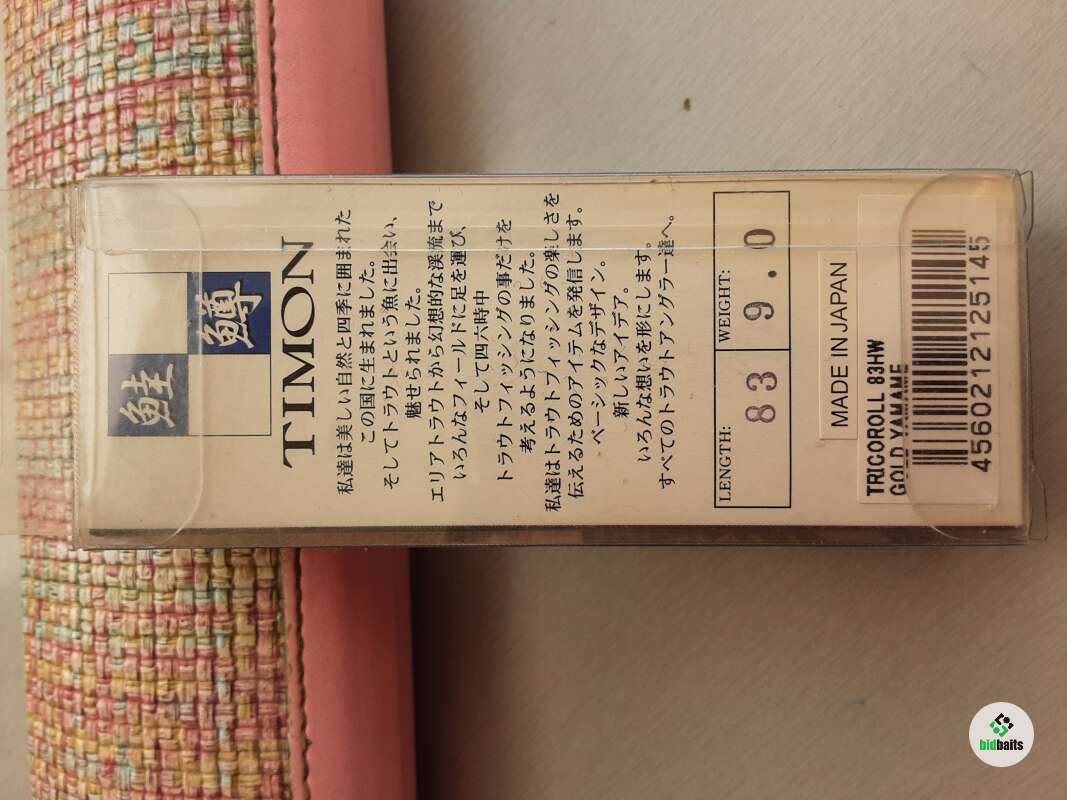 鮭
鱒
TIMON
私達は美しい自然と四季に囲まれた
この国に生まれました。
そしてトラウトという魚に出会い、
魅せられました。
エリアトラウトから幻想的な渓流まで
いろんなフィールドに足を運び、
そして四六時中
トラウトフィッシングの事だけを
考えるようになりました。
私達はトラウトフィッシングの楽しさを
伝えるためのアイテムを発信します。
ベーシックなデザイン。
新しいアイデア。
いろんな想いを形にします。
すべてのトラウトアングラー達へ。
LENGTH: WEIGHT:
83 9.0
MADE IN JAPAN
TRICOROLL 83HW
GOLD YAMAME
4560212125145
bidbaits